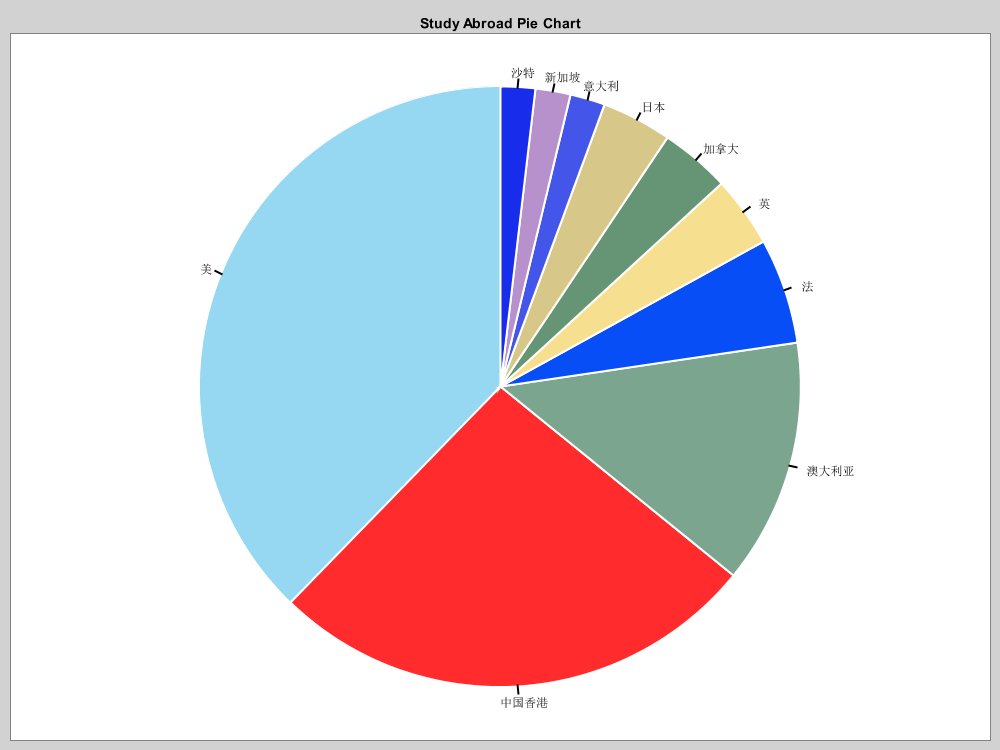 Study Abroad Pie Chart
沙特
新加坡
意大利
日本
加拿大
英
法
美
澳大利亚
中国香港